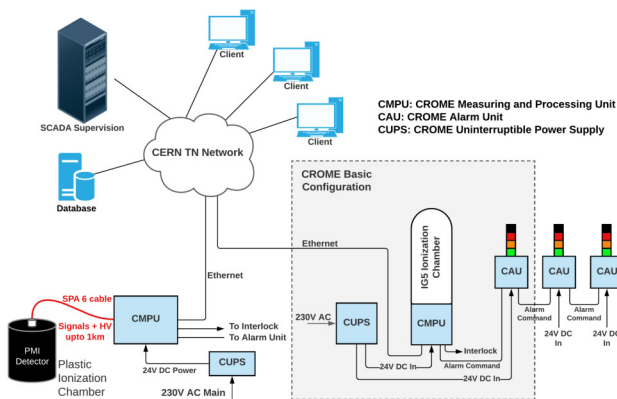 Client
Client
Client
SCADA Supervision
CERN TN Network
Database
CMPU: CROME Measuring and Processing Unit
CAU: CROME Alarm Unit
CUPS: CROME Uninterruptible Power Supply
CROME Basic
Configuration
Ethernet
Ethernet
IG5 Ionization
Chamber
CAU
CAU
CAU
Alarm
Command
Alarm
Command
24V DC
In
24V DC
In
230V AC
CUPS
CMPU
Interlock
Alarm Command
24V DC In
24V DC In
SPA 6 cable
Signals + HV
upto 1km
CMPU
To Interlock
To Alarm Unit
PMI
Detector
Plastic
Ionization
Chamber
24V DC Power
CUPS
230V AC Main